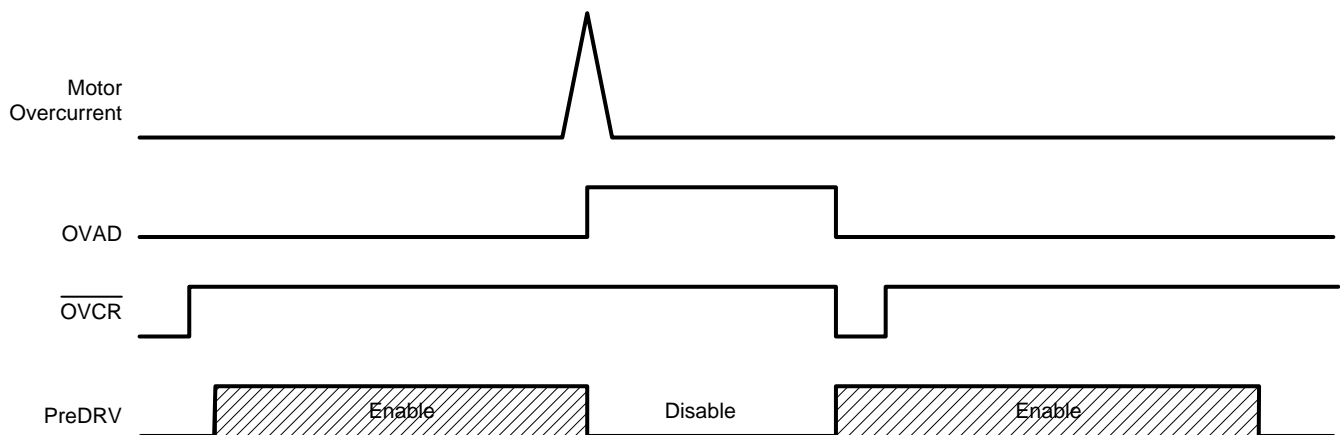 Motor
Overcurrent
OVAD
OVCR
PreDRV
Enable
Disable
Enable